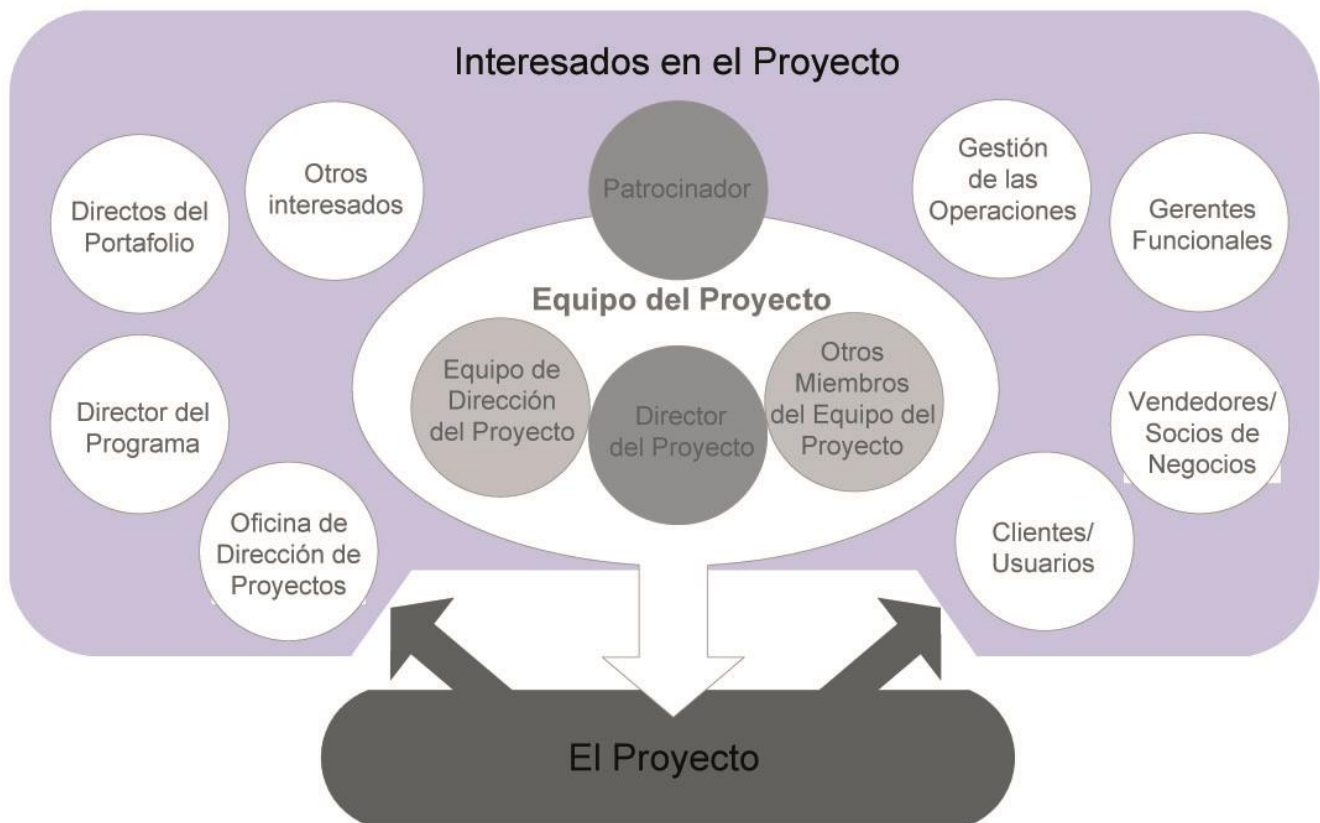 Interesados en el Proyecto
Directos del
Portafolio
Otros
interesados
Patrocinador
Gestión
de las
Operaciones
Gerentes
Funcionales
Equipo del Proyecto
Equipo de
Dirección
del Proyecto
Director
del Proyecto
Otros
Miembros
del Equipo del
Proyecto
Director del
Programa
Vendedores/
Socios de
Negocios
Oficina de
Dirección de
Proyectos
Clientes/
Usuarios
El Proyecto